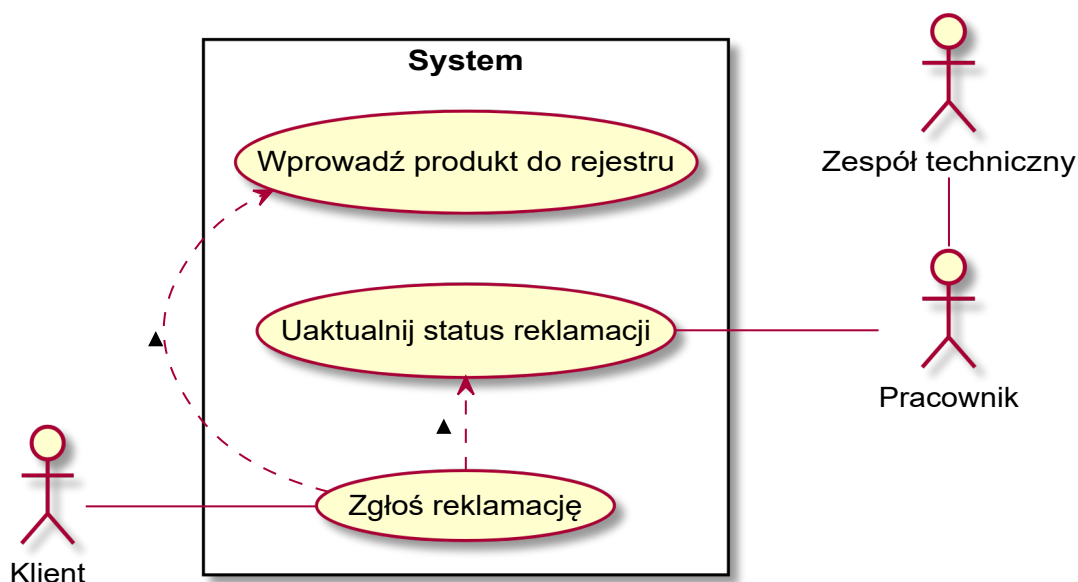 System
Wprowadź produkt do rejestru
Zespół techniczny
Uaktualnij status reklamacji
Pracownik
Zgłoś reklamację
Klient